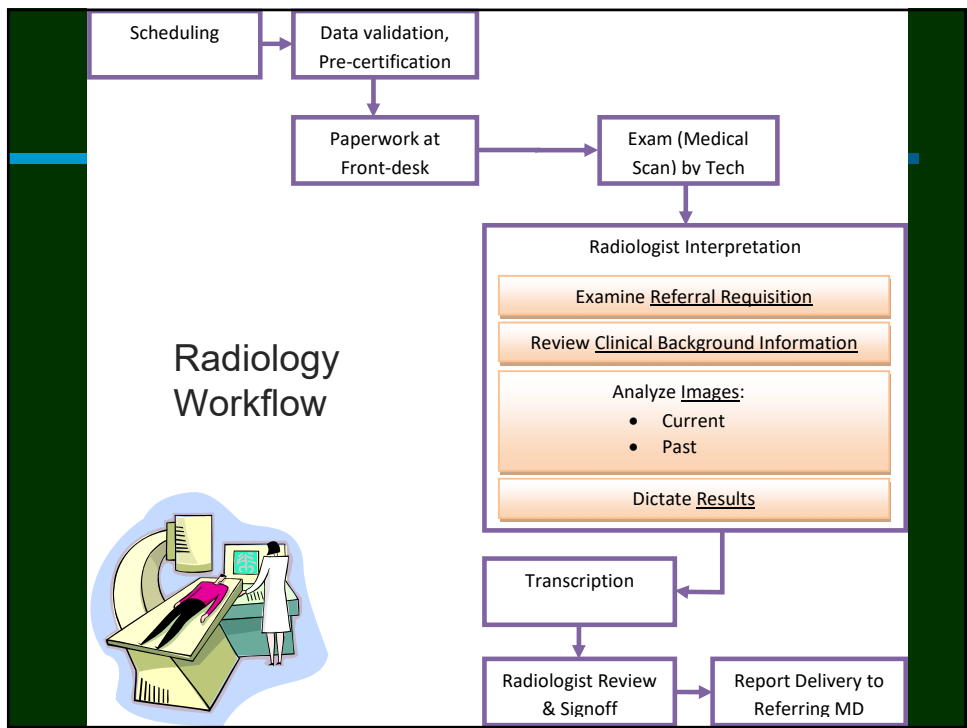 Scheduling
Data validation,
Pre-certification
Paperwork at
Front-desk
Exam (Medical
Scan) by Tech
Radiologist Interpretation
Examine Referral Requisition
Review Clinical Background Information
Analyze Images:
• Current
• Past
Dictate Results
Radiology
Workflow
Transcription
Radiologist Review
& Signoff
Report Delivery to
Referring MD